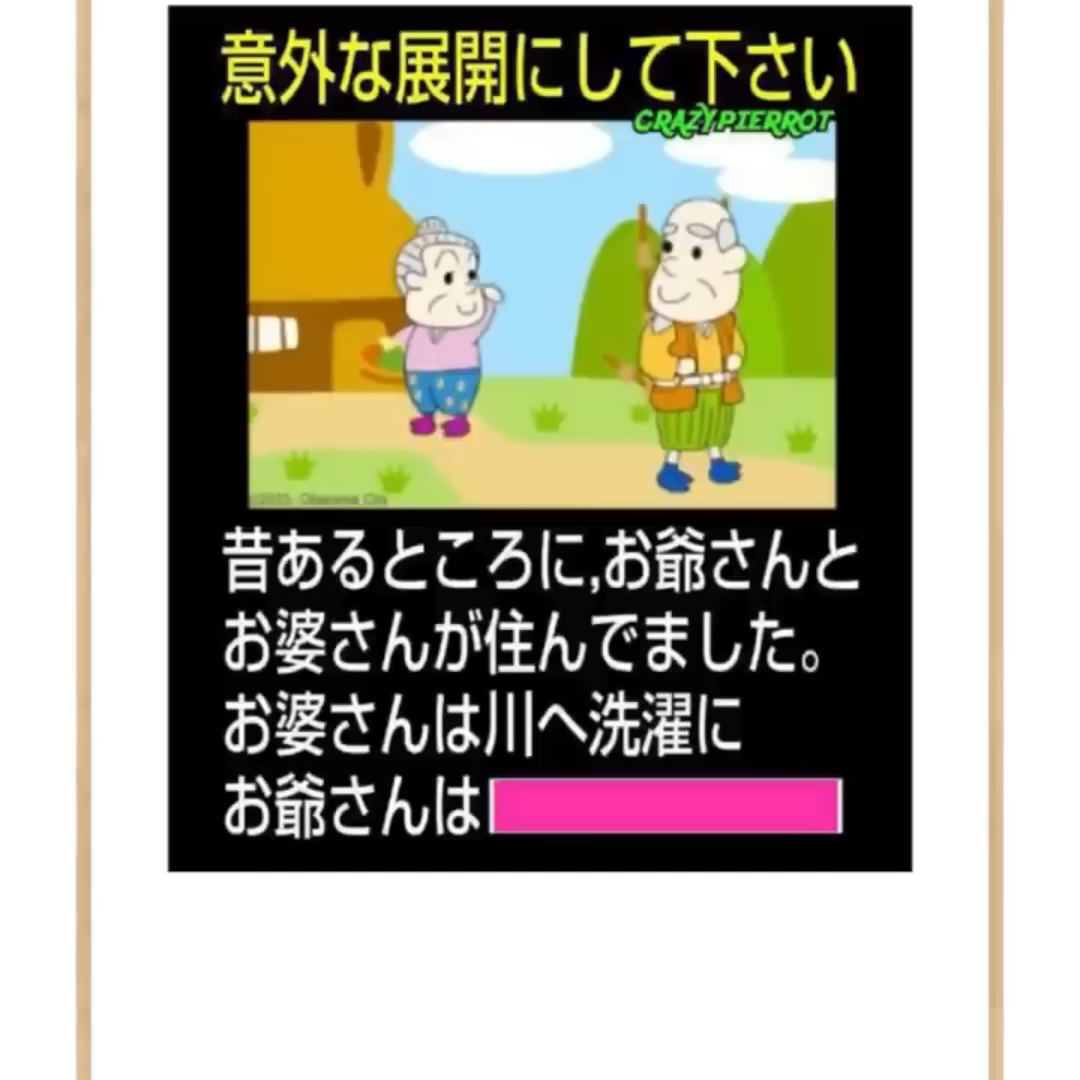 意外な展開にして下さい
CRAZY PIERROT
昔あるところに,お爺さんと
お婆さんが住んでました。
お婆さんは川へ洗濯に
お爺さんは